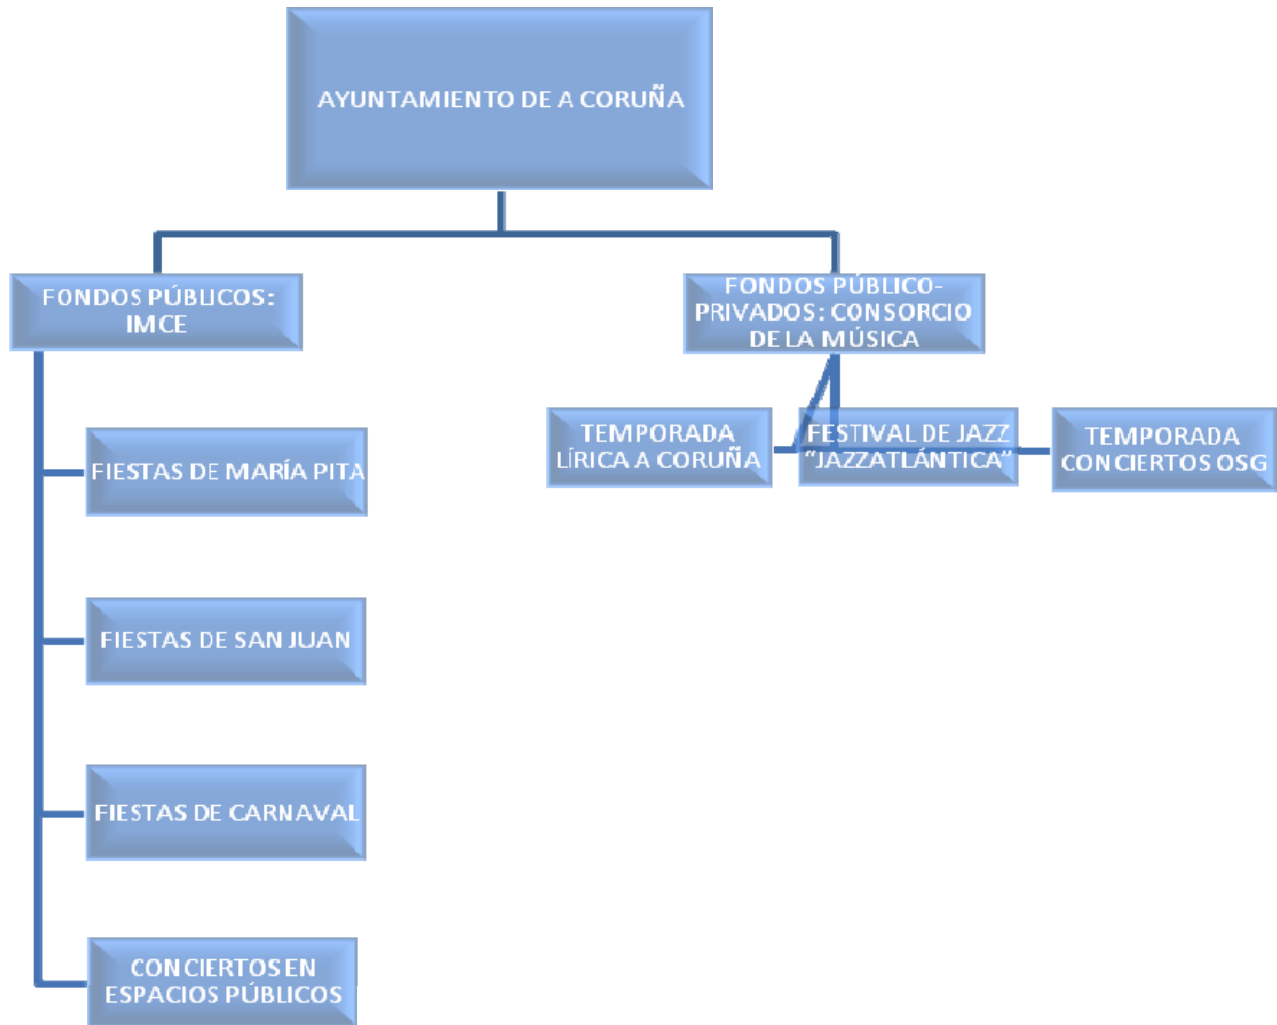 AYUNTAMIENTO DE A CORUÑA
FONDOS PÚBLICOS:
IMCE
FONDOS PÚBLICO-
PRIVADOS: CONSORCIO
DE LA MÚSICA
TEMPORADA
LÍRICA A CORUÑA
FESTIVAL DE JAZZ
“JAZZATLÁNTICA”
TEMPORADA
CONCIERTOS OSG
FIESTAS DE MARÍA PITA
FIESTAS DE SAN JUAN
FIESTAS DE CARNAVAL
CONCIERTOS EN
ESPACIOS PÚBLICOS